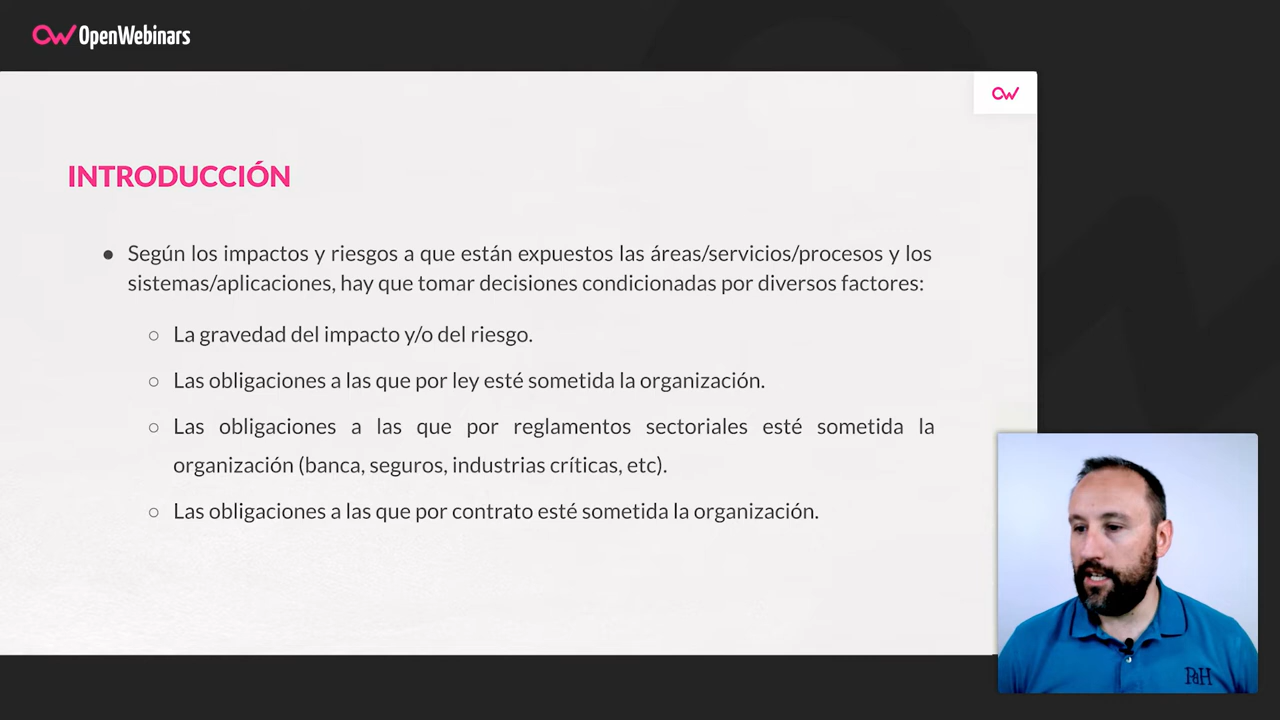 OW OpenWebinars
OW
INTRODUCCIÓN
● Según los impactos y riesgos a que están expuestos las áreas/servicios/procesos y los
sistemas/aplicaciones, hay que tomar decisiones condicionadas por diversos factores:
○ La gravedad del impacto y/o del riesgo.
○ Las obligaciones a las que por ley esté sometida la organización.
○ Las obligaciones a las que por reglamentos sectoriales esté sometida la
organización (banca, seguros, industrias críticas, etc).
○ Las obligaciones a las que por contrato esté sometida la organización.
P&H